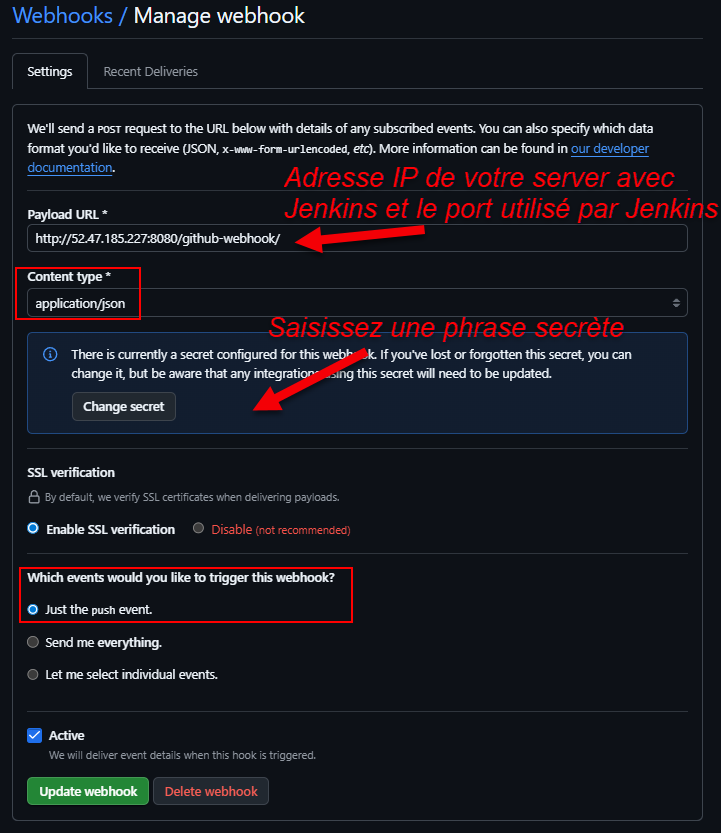 Webhooks / Manage webhook
Settings
Recent Deliveries
We'll send a POST request to the URL below with details of any subscribed events. You can also specify which data
format you'd like to receive (JSON, x-www-form-urlencoded, etc). More information can be found in our developer
documentation.
Adresse IP de votre server avec
Jenkins et le port utilisé par Jenkins
Payload URL *
http://52.47.185.227:8080/github-webhook/
Content type *
application/json
Saisissez une phrase secrète
There is currently a secret configured for this webhook. If you've lost or forgotten this secret, you can
change it, but be aware that any integrations using this secret will need to be updated.
Change secret
SSL verification
By default, we verify SSL certificates when delivering payloads.
Enable SSL verification
Disable (not recommended)
Which events would you like to trigger this webhook?
Just the push event.
Send me everything.
Let me select individual events.
Active
We will deliver event details when this hook is triggered.
Update webhook
Delete webhook